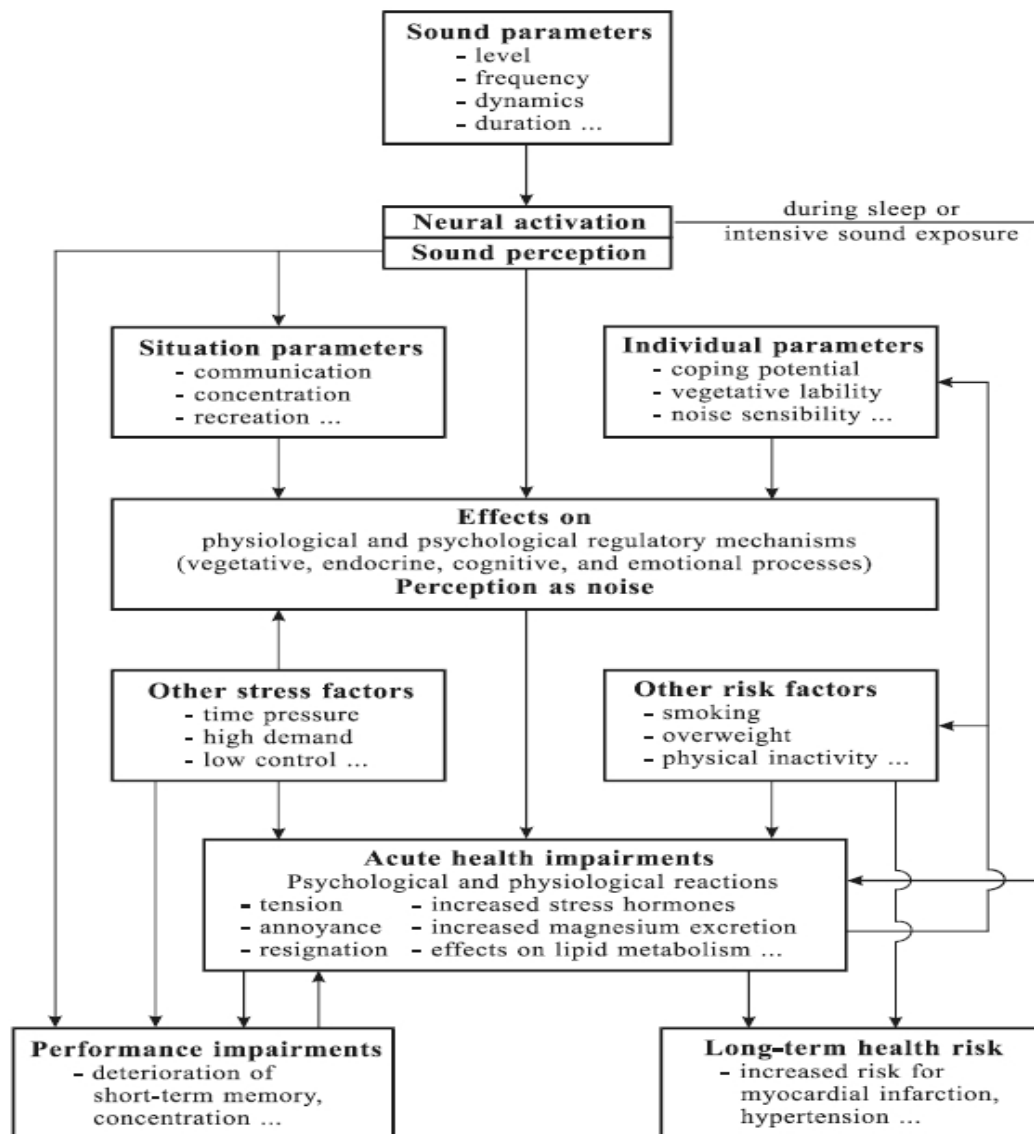 Sound parameters
- level
- frequency
- dynamics
- duration ...
Neural activation
during sleep or
intensive sound exposure
Sound perception
Situation parameters
- communication
- concentration
- recreation ...
Individual parameters
- coping potential
- vegetative lability
- noise sensibility ...
Effects on
physiological and psychological regulatory mechanisms
(vegetative, endocrine, cognitive, and emotional processes)
Perception as noise
Other stress factors
- time pressure
- high demand
- low control ...
Other risk factors
- smoking
- overweight
- physical inactivity ...
Acute health impairments
Psychological and physiological reactions
- tension - increased stress hormones
- annoyance - increased magnesium excretion
- resignation - effects on lipid metabolism ...
Performance impairments
- deterioration of
short-term memory,
concentration ...
Long-term health risk
- increased risk for
myocardial infarction,
hypertension ...